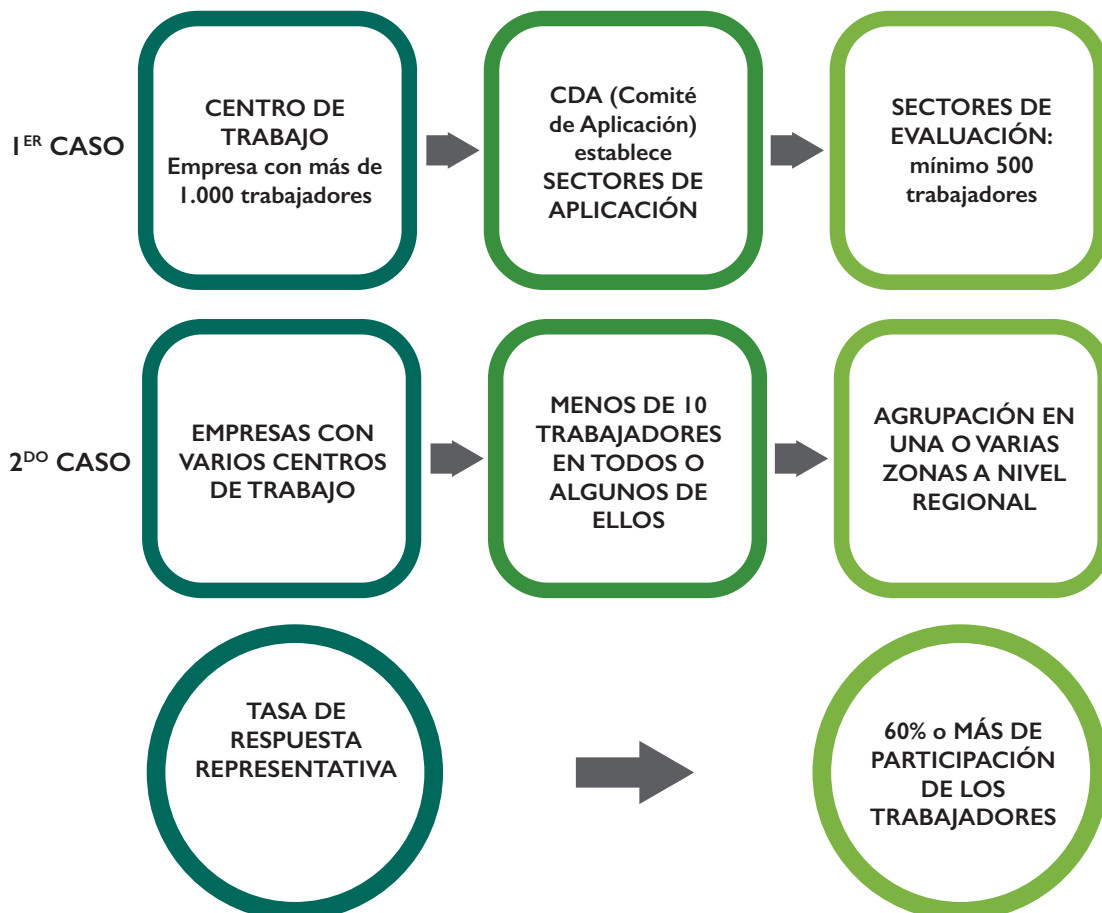 1ER CASO
CENTRO DE
TRABAJO
Empresa con más de
1.000 trabajadores
CDA (Comité
de Aplicación)
establece
SECTORES DE
APLICACIÓN
SECTORES DE
EVALUACIÓN:
mínimo 500
trabajadores
2DO CASO
EMPRESAS CON
VARIOS CENTROS
DE TRABAJO
MENOS DE 10
TRABAJADORES
EN TODOS O
ALGUNOS DE
ELLOS
AGRUPACIÓN EN
UNA O VARIAS
ZONAS A NIVEL
REGIONAL
TASA DE
RESPUESTA
REPRESENTATIVA
60% o MÁS DE
PARTICIPACIÓN
DE LOS
TRABAJADORES